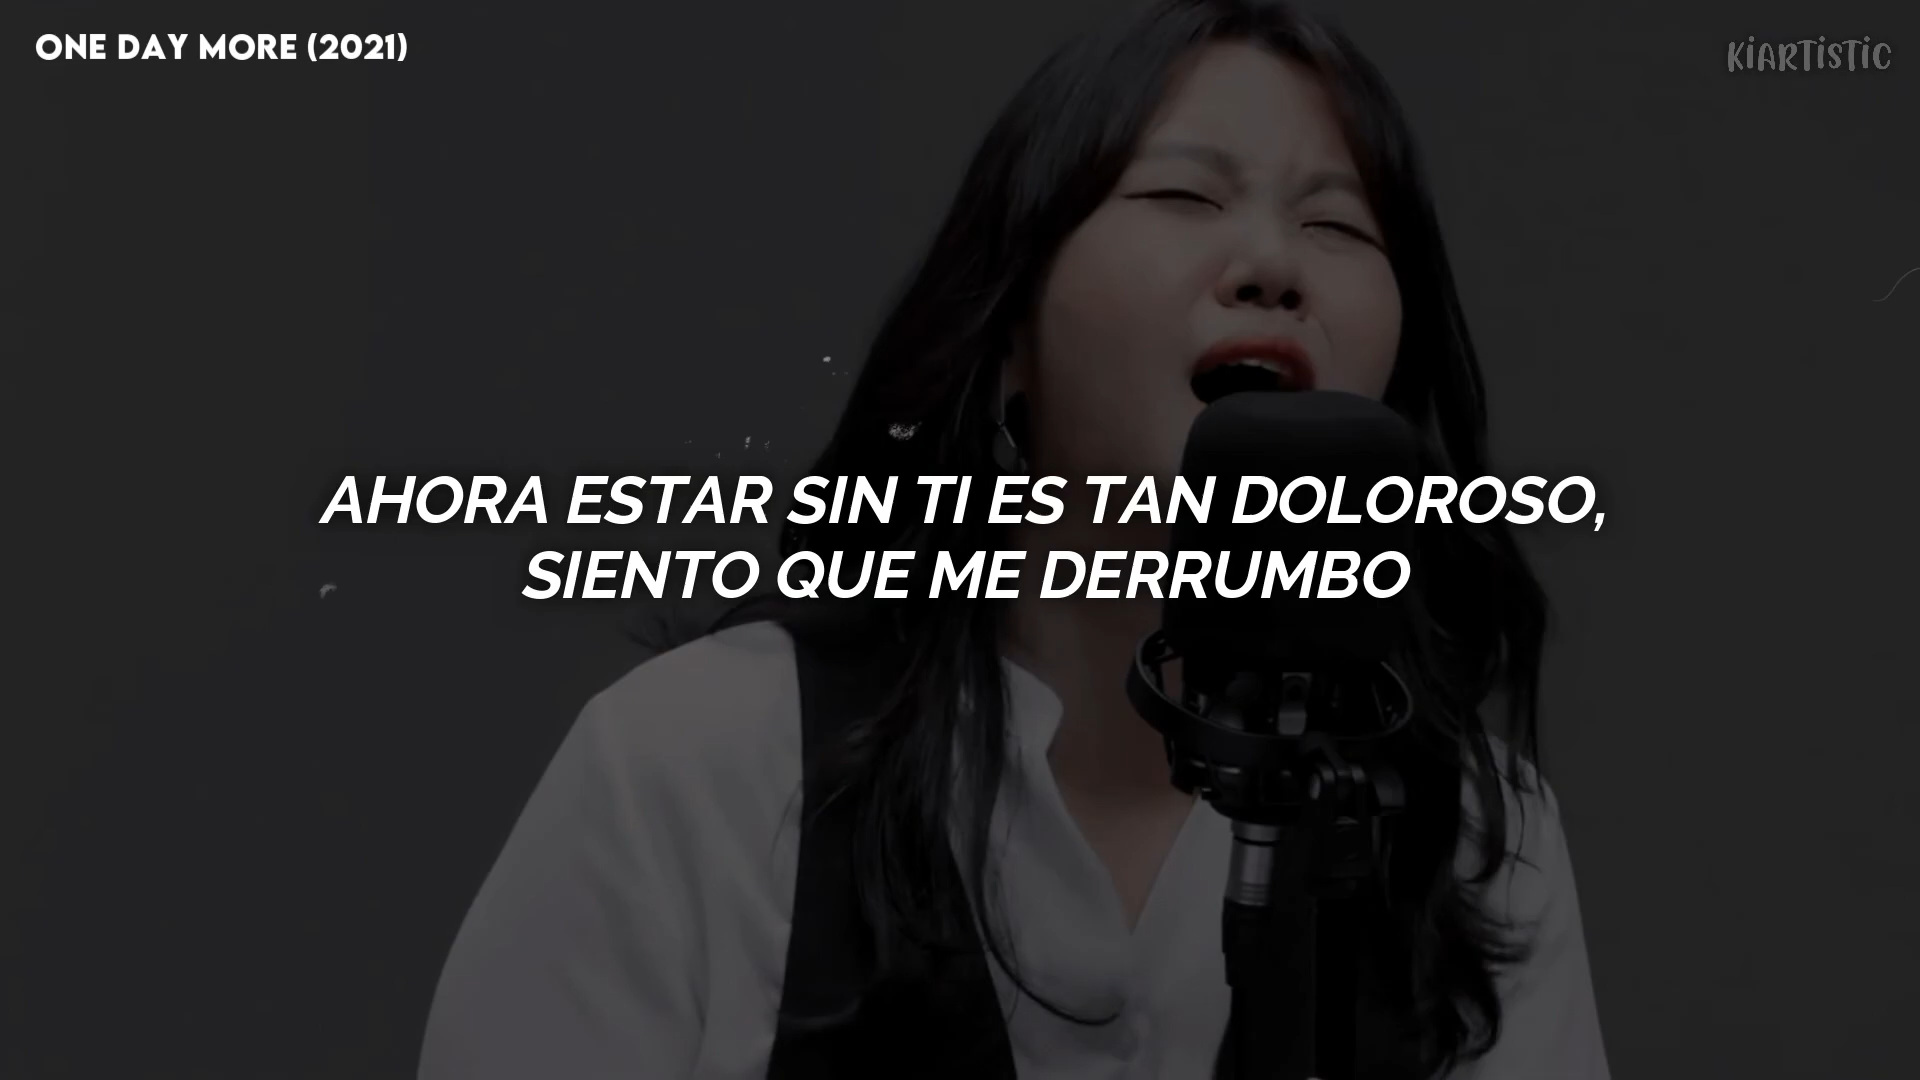 ONE DAY MORE (2021)
KiARTiSTiC
AHORA ESTAR SIN TI ES TAN DOLOROSO,
SIENTO QUE ME DERRUMBO